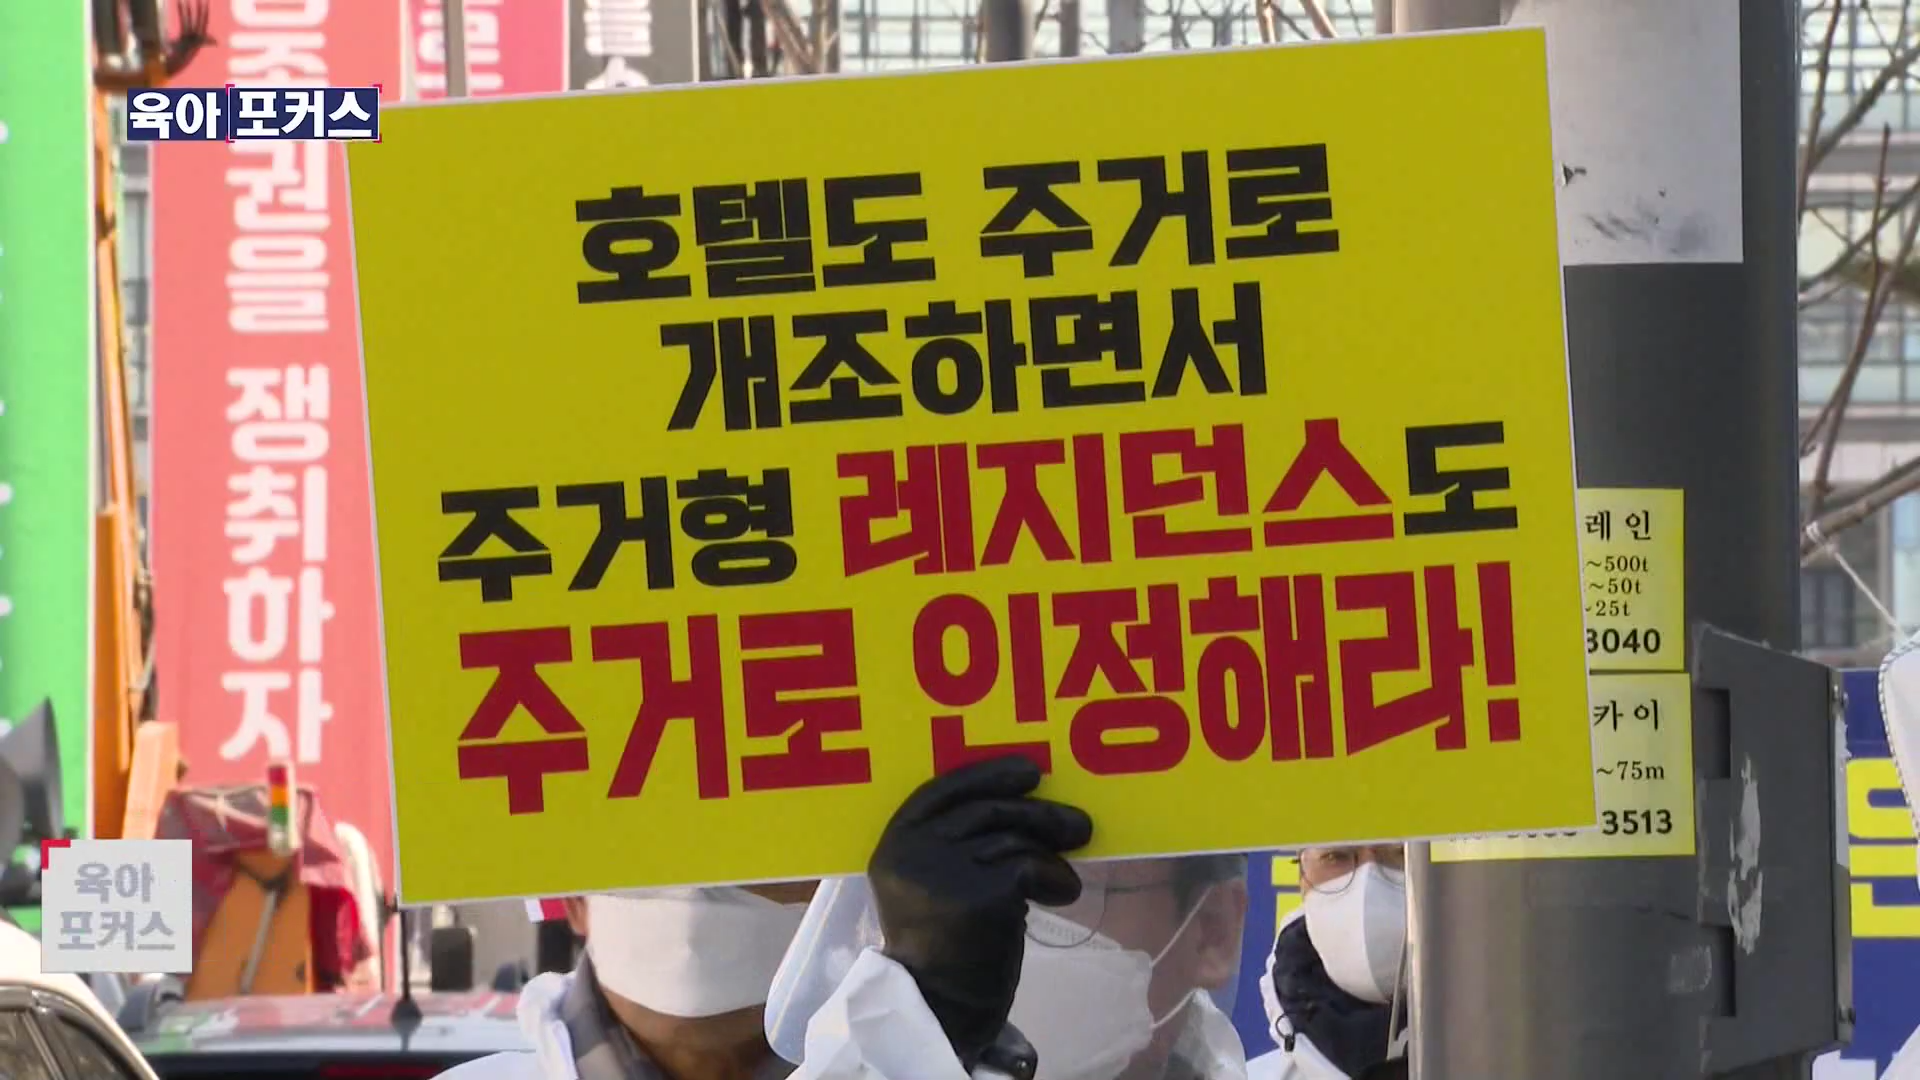 육아포커스
호텔도 주거로
개조하면서
주거형 레지던스도
주거로 인정해라!
권을 쟁취하자
레인
~500t
~50t
~25t
3040
카이
~75m
3513
육아
포커스